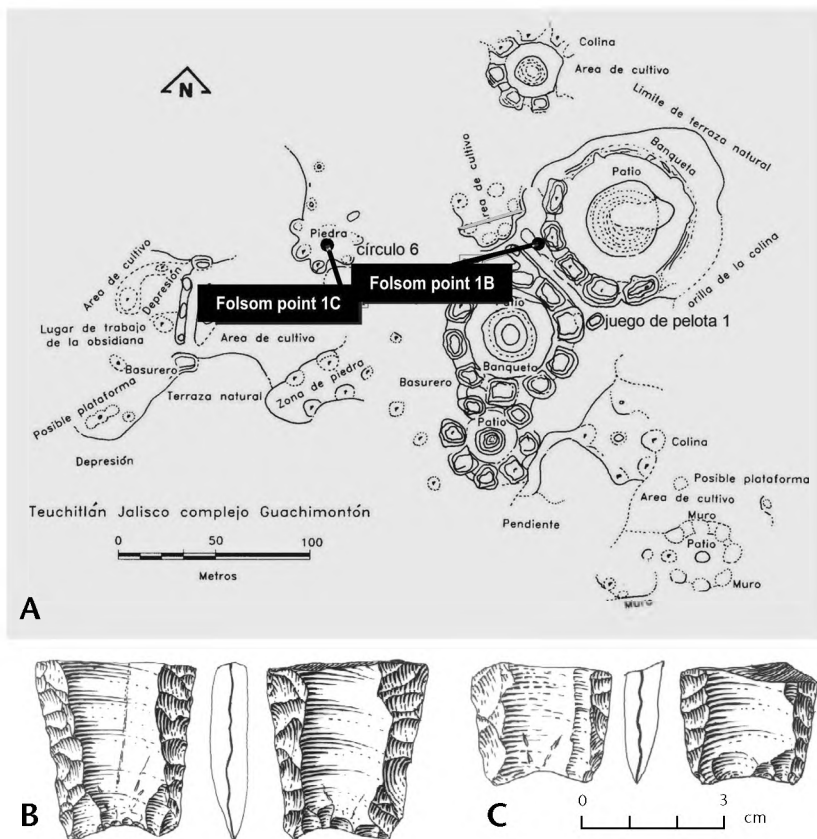 Colina
Area de cultivo
Límite de terraza natural
N
Area de cultivo
Banqueta
Patio
Piedra
círculo 6
Area de cultivo
Depresión
Folsom point 1B
Folsom point 1C
orilla de la colina
Patio
juego de pelota 1
Lugar de trabajo
de la obsidiana
Area de cultivo
Basurero
Banqueta
Terraza natural
Zona de piedra
Basurero
Posible plataforma
Patio
Colina
Depresión
Posible plataforma
Area de cultivo
Teuchitlán Jalisco complejo Guachimontón
Pendiente
Muro
Patio
0 50 100
Metros
Muro
Muro
A
B
C
0 3
cm